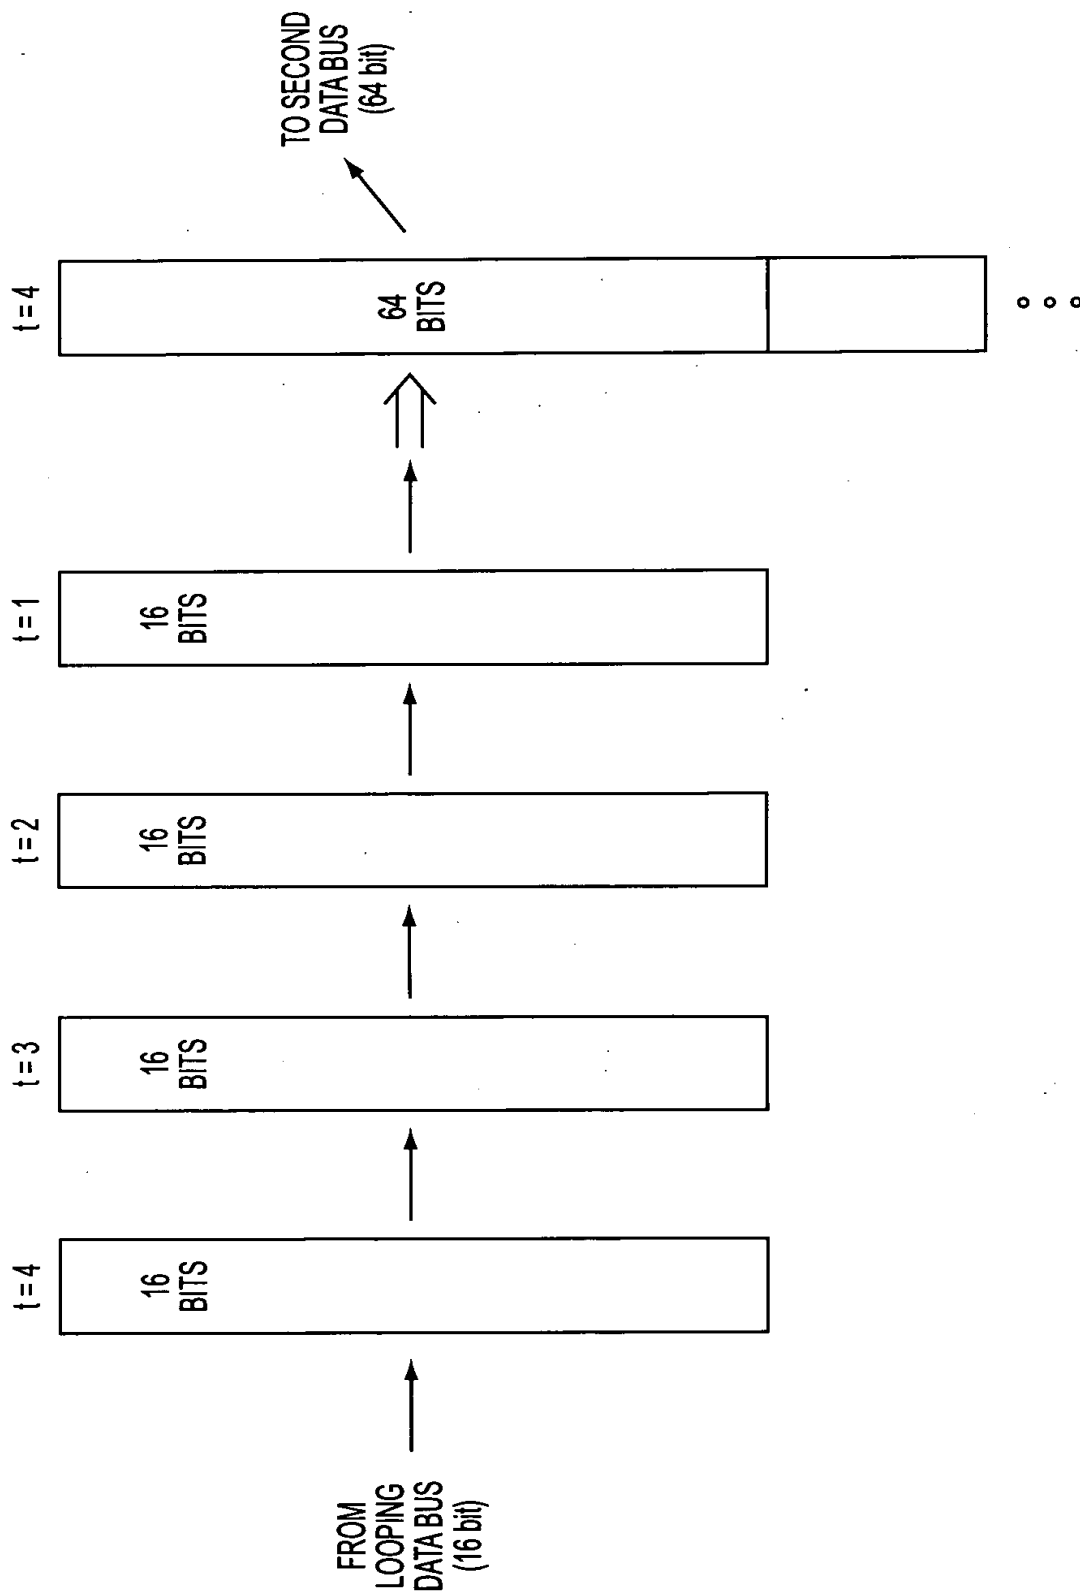 t=4
t=3
t=2
t=1
t=4
FROM
LOOPING
DATA BUS
(16 bit)
16
BITS
16
BITS
16
BITS
16
BITS
64
BITS
TO SECOND
DATA BUS
(64 bit)